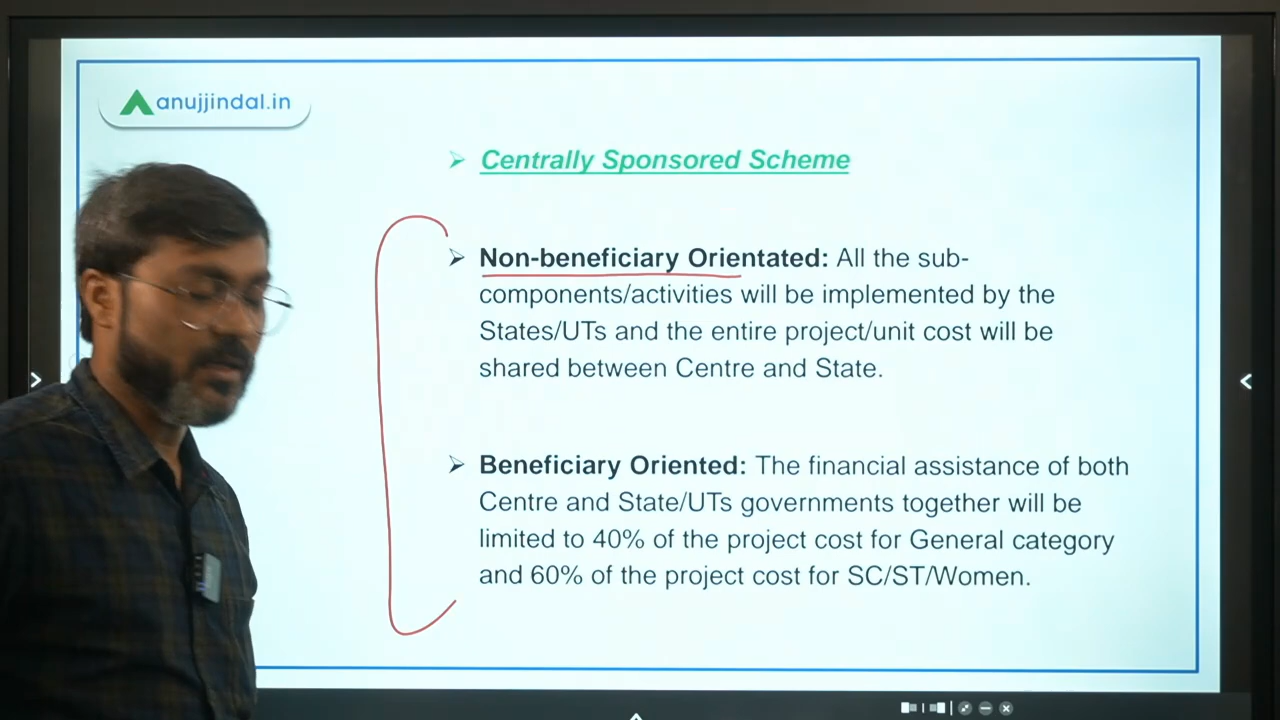 anujjindal.in
➢ Centrally Sponsored Scheme
➢ Non-beneficiary Orientated: All the sub-
components/activities will be implemented by the
States/UTs and the entire project/unit cost will be
shared between Centre and State.
➢ Beneficiary Oriented: The financial assistance of both
Centre and State/UTs governments together will be
limited to 40% of the project cost for General category
and 60% of the project cost for SC/ST/Women.